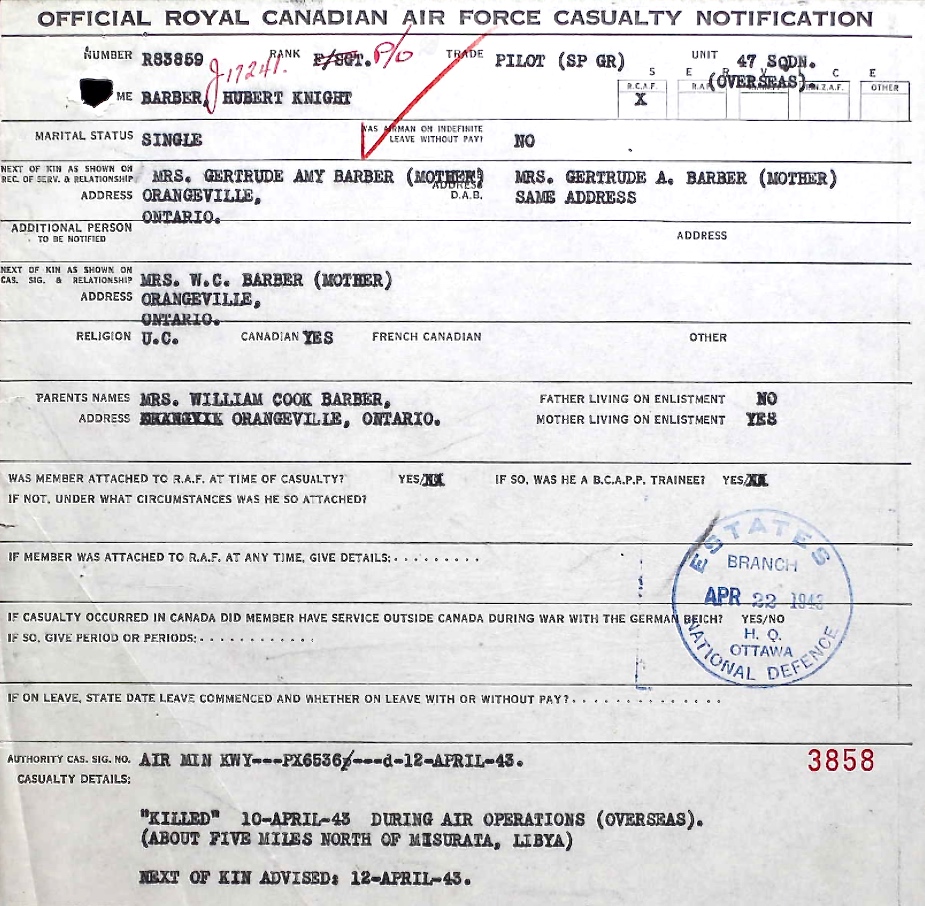 OFFICIAL ROYAL CANADIAN AIR FORCE CASUALTY NOTIFICATION
NUMBER R83859 RANK F/SGT. P/O TRADE PILOT (SP GR) UNIT 47 SQDN.
(OVERSEAS)
J17241.
S E R V I C E
R.C.A.F. R.A.F. R.N.Z.A.F. OTHER
X
ME BARBER, HUBERT KNIGHT
MARITAL STATUS SINGLE WAS AIRMAN ON INDEFINITE LEAVE WITHOUT PAY? NO
NEXT OF KIN AS SHOWN ON REC. OF SERV. & RELATIONSHIP MRS. GERTRUDE AMY BARBER (MOTHER) MRS. GERTRUDE A. BARBER (MOTHER)
ADDRESS ORANGEVILLE, ADDRESS D.A.B. SAME ADDRESS
ONTARIO.
ADDITIONAL PERSON TO BE NOTIFIED ADDRESS
NEXT OF KIN AS SHOWN ON CAS. SIG. & RELATIONSHIP MRS. W.C. BARBER (MOTHER)
ADDRESS ORANGEVILLE,
ONTARIO.
RELIGION U.C. CANADIAN YES FRENCH CANADIAN OTHER
PARENTS NAMES MRS. WILLIAM COOK BARBER, FATHER LIVING ON ENLISTMENT NO
ADDRESS ORANGEVILLE, ONTARIO. MOTHER LIVING ON ENLISTMENT YES
WAS MEMBER ATTACHED TO R.A.F. AT TIME OF CASUALTY? YES/ IF SO, WAS HE A B.C.A.P.P. TRAINEE? YES/
IF NOT, UNDER WHAT CIRCUMSTANCES WAS HE SO ATTACHED?
IF MEMBER WAS ATTACHED TO R.A.F. AT ANY TIME, GIVE DETAILS: . . . . . . . . .
IF CASUALTY OCCURRED IN CANADA DID MEMBER HAVE SERVICE OUTSIDE CANADA DURING WAR WITH THE GERMAN REICH? YES/NO
IF SO, GIVE PERIOD OR PERIODS: . . . . . . . . . . . .
ESTATES
BRANCH
APR 22 1943
H. Q.
OTTAWA
NATIONAL DEFENCE
IF ON LEAVE, STATE DATE LEAVE COMMENCED AND WHETHER ON LEAVE WITH OR WITHOUT PAY? . . . . . . . . . . . . . .
AUTHORITY CAS. SIG. NO. AIR MIN KWY---PX6536/---d-12-APRIL-43. 3858
CASUALTY DETAILS:
"KILLED" 10-APRIL-43 DURING AIR OPERATIONS (OVERSEAS).
(ABOUT FIVE MILES NORTH OF MISURATA, LIBYA)
NEXT OF KIN ADVISED: 12-APRIL-43.